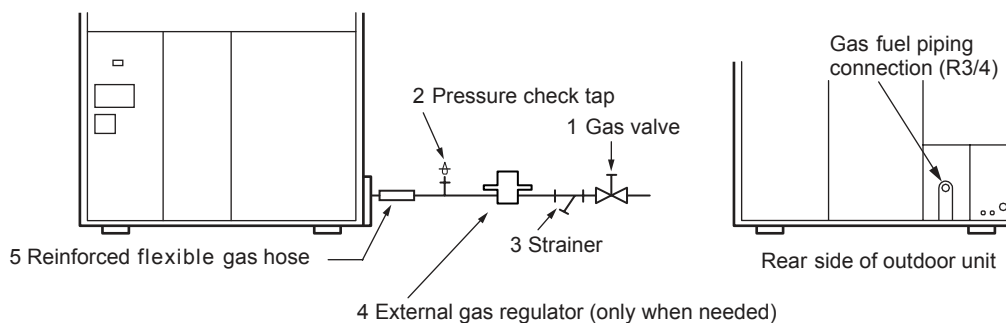 Gas fuel piping
connection (R3/4)
2 Pressure check tap
1 Gas valve
3 Strainer
5 Reinforced flexible gas hose
Rear side of outdoor unit
4 External gas regulator (only when needed)